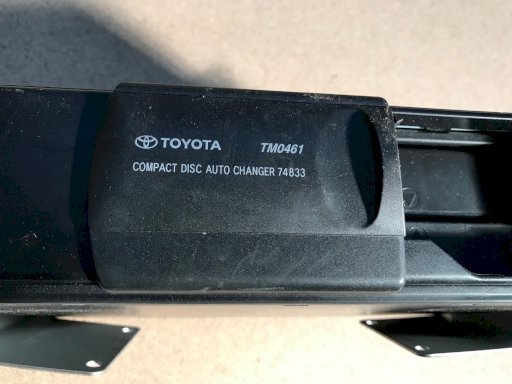 TOYOTA TM0461
COMPACT DISC AUTO CHANGER 74833